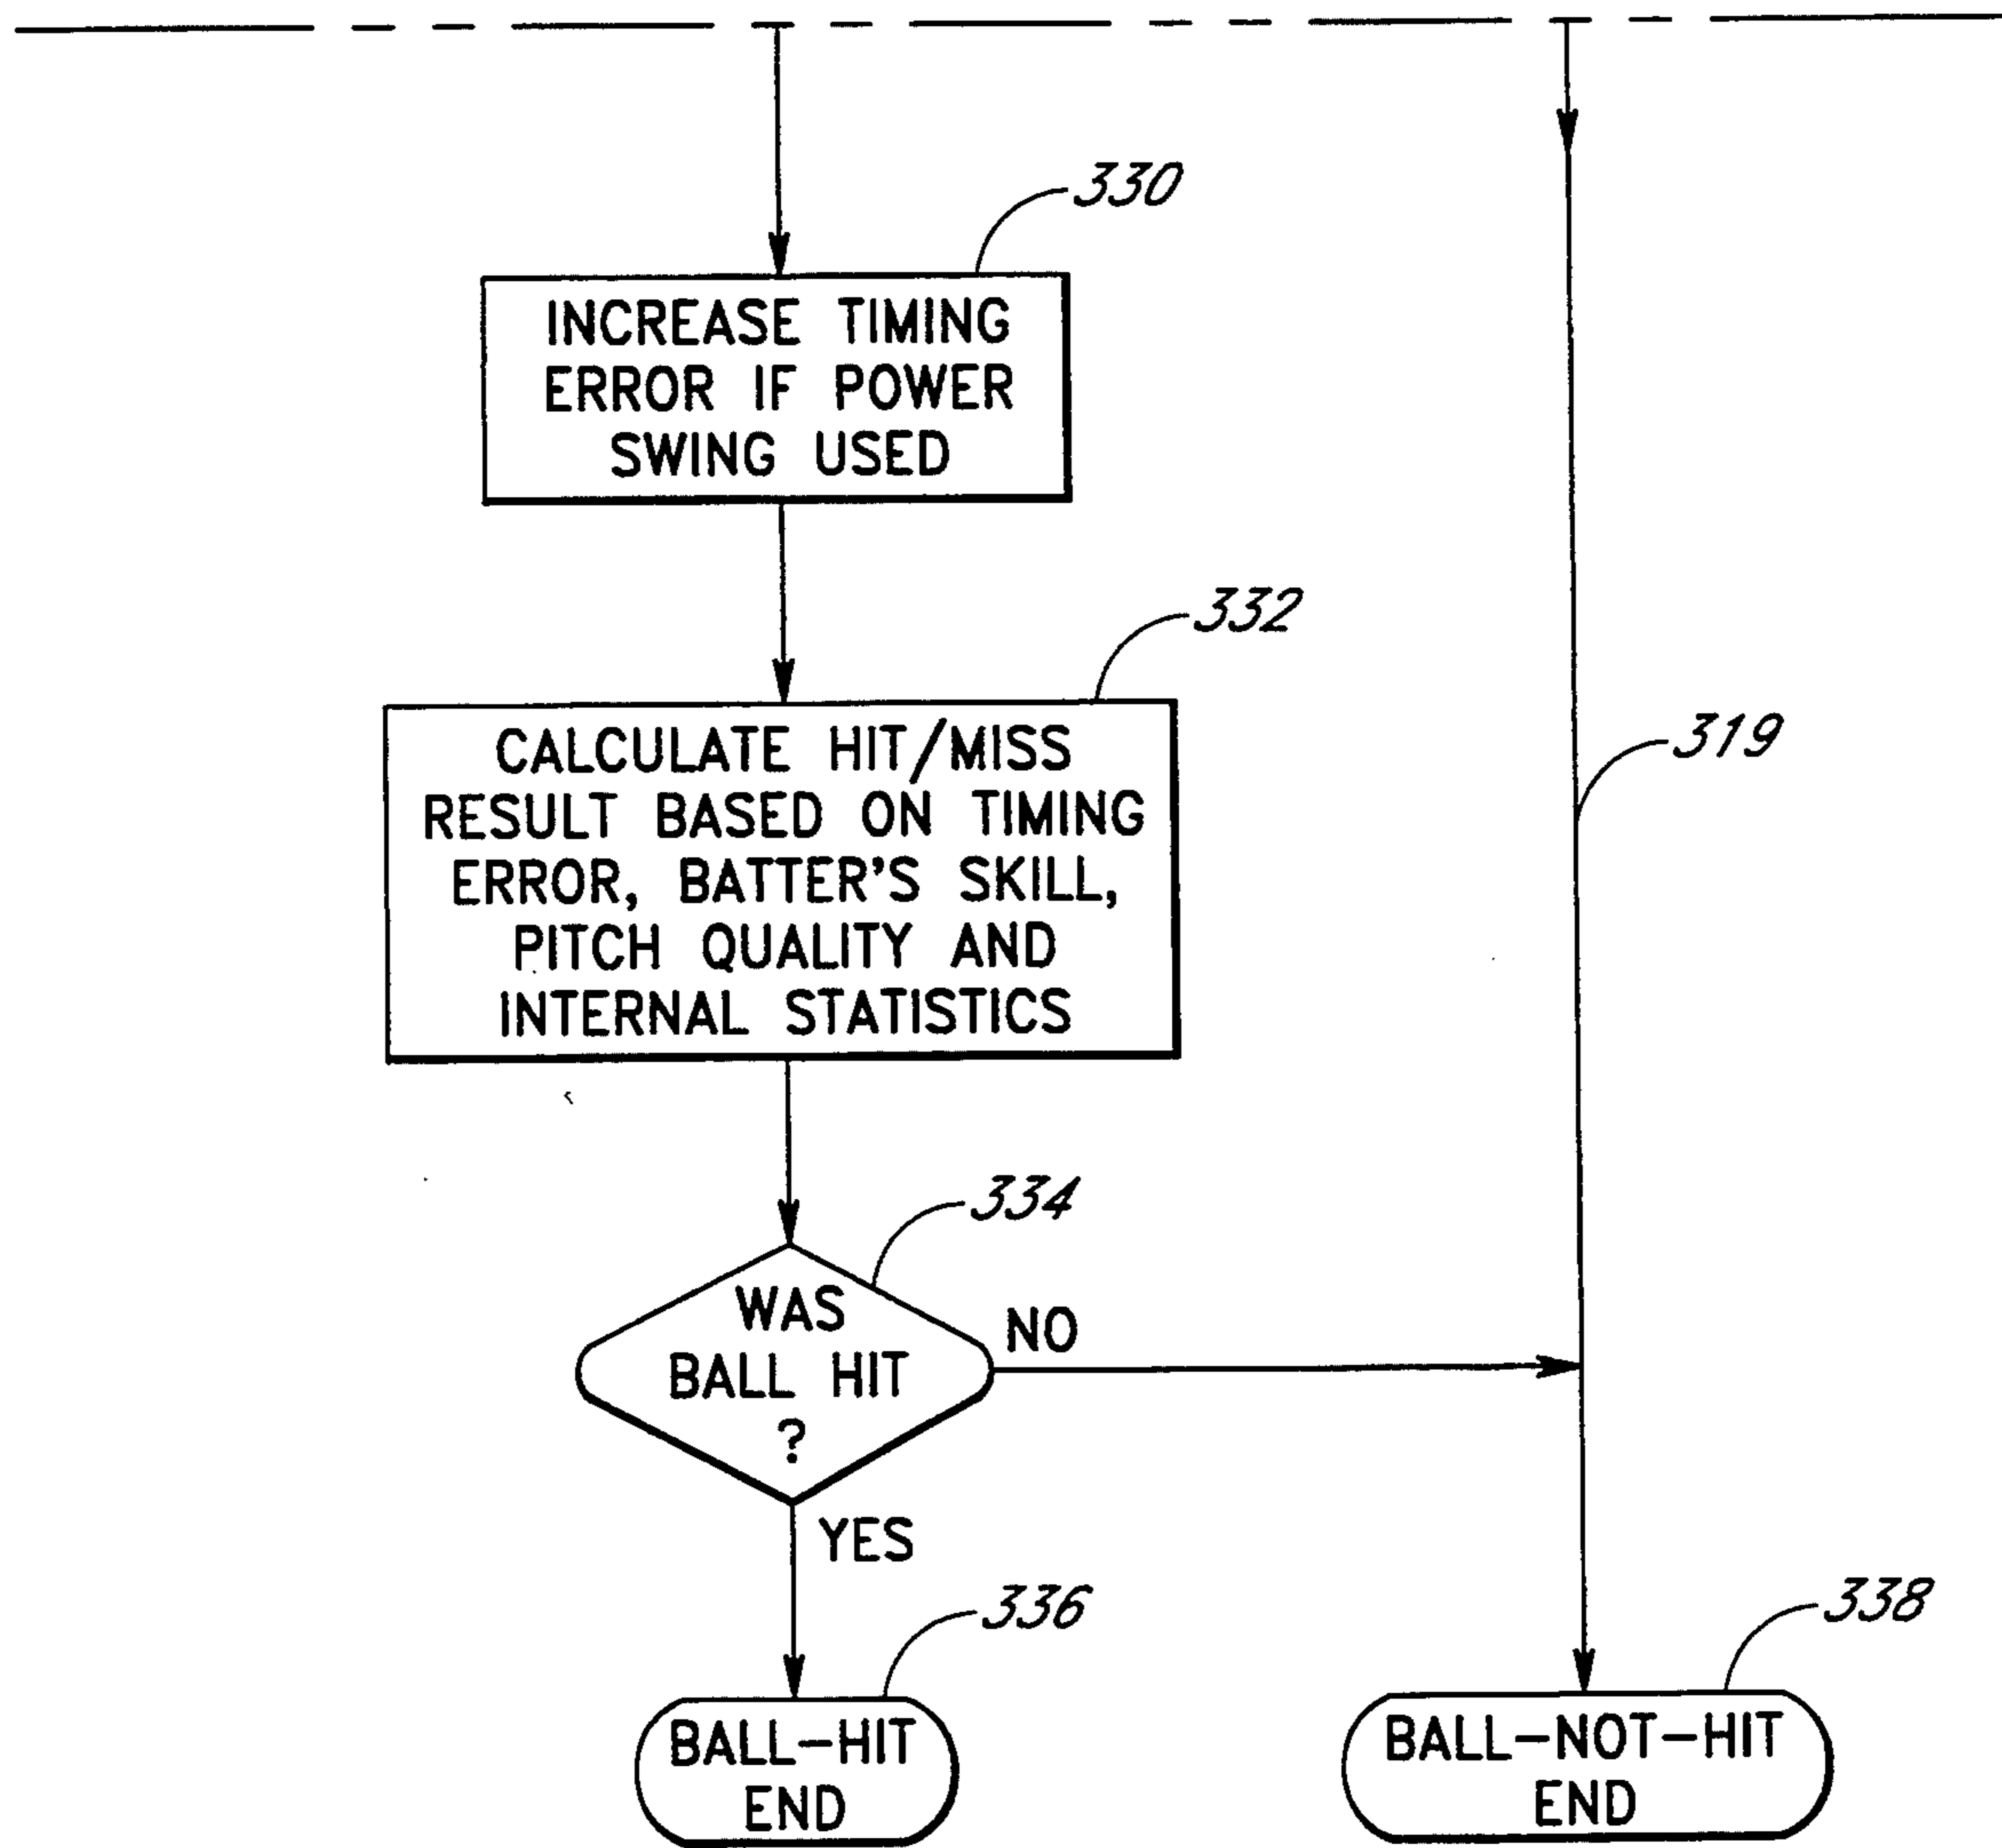 330
INCREASE TIMING
ERROR IF POWER
SWING USED
332
CALCULATE HIT/MISS
RESULT BASED ON TIMING
ERROR, BATTER'S SKILL,
PITCH QUALITY AND
INTERNAL STATISTICS
319
334
WAS
BALL HIT
?
NO
YES
336
BALL-HIT
END
338
BALL-NOT-HIT
END